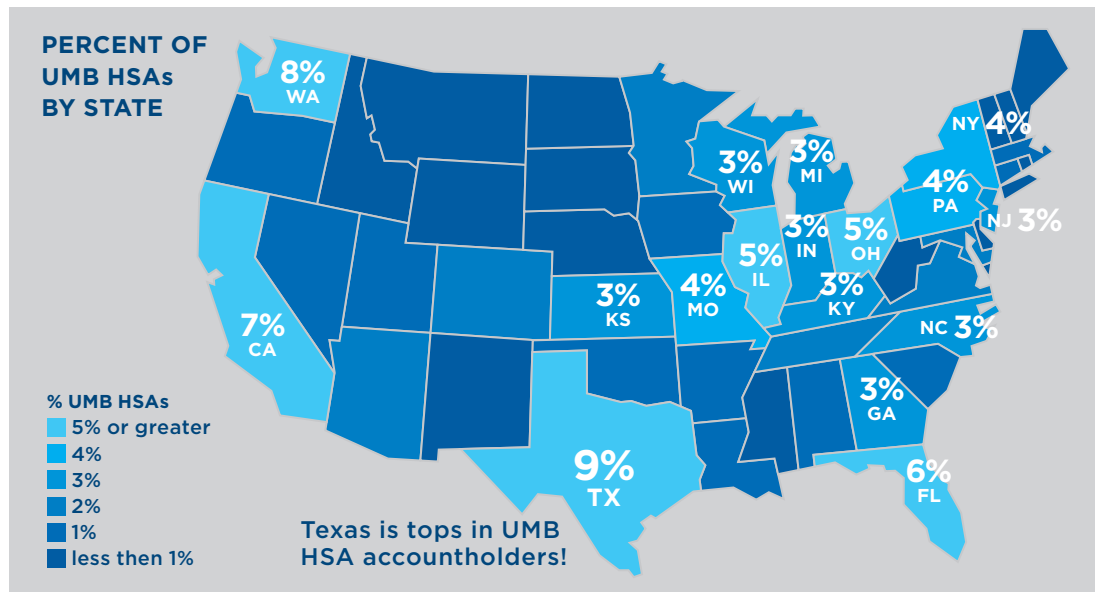 PERCENT OF
UMB HSAs
BY STATE
8%
WA
7%
CA
3%
KS
4%
MO
3%
WI
3%
MI
5%
IL
3%
IN
5%
OH
3%
KY
NY 4%
4%
PA
NJ 3%
NC 3%
3%
GA
6%
FL
9%
TX
% UMB HSAs
5% or greater
4%
3%
2%
1%
less then 1%
Texas is tops in UMB
HSA accountholders!